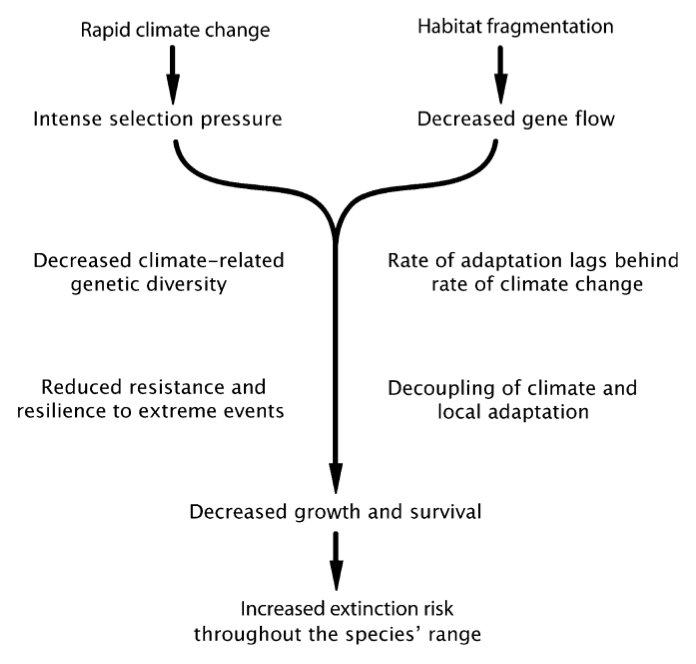 Rapid climate change
Habitat fragmentation
Intense selection pressure
Decreased gene flow
Decreased climate-related
genetic diversity
Rate of adaptation lags behind
rate of climate change
Reduced resistance and
resilience to extreme events
Decoupling of climate and
local adaptation
Decreased growth and survival
Increased extinction risk
throughout the species’ range